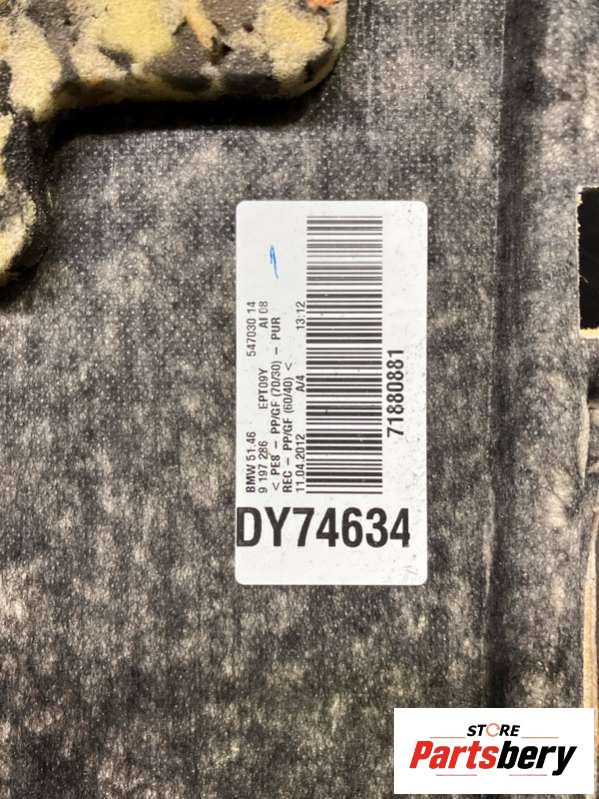 BMW 51.46 547030 14
9 197 286 EPT09Y AI 08
< PES - PP/GF (70/30) - PUR
REC - PP/GF (60/40) <
11.04.2012 A/4 13:12
71880881
DY74634
STORE
Partsbery